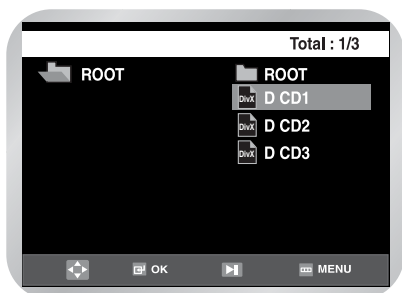 Total : 1/3
ROOT
ROOT
DivX D CD1
DivX D CD2
DivX D CD3
OK MENU